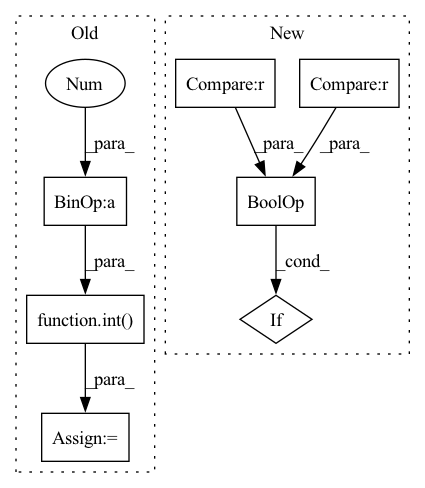 Old
New
Num
Compare:r
Compare:r
_para_
_para_
_para_
BinOp:a
BoolOp
_para_
_cond_
function.int()
If
_para_
Assign:=